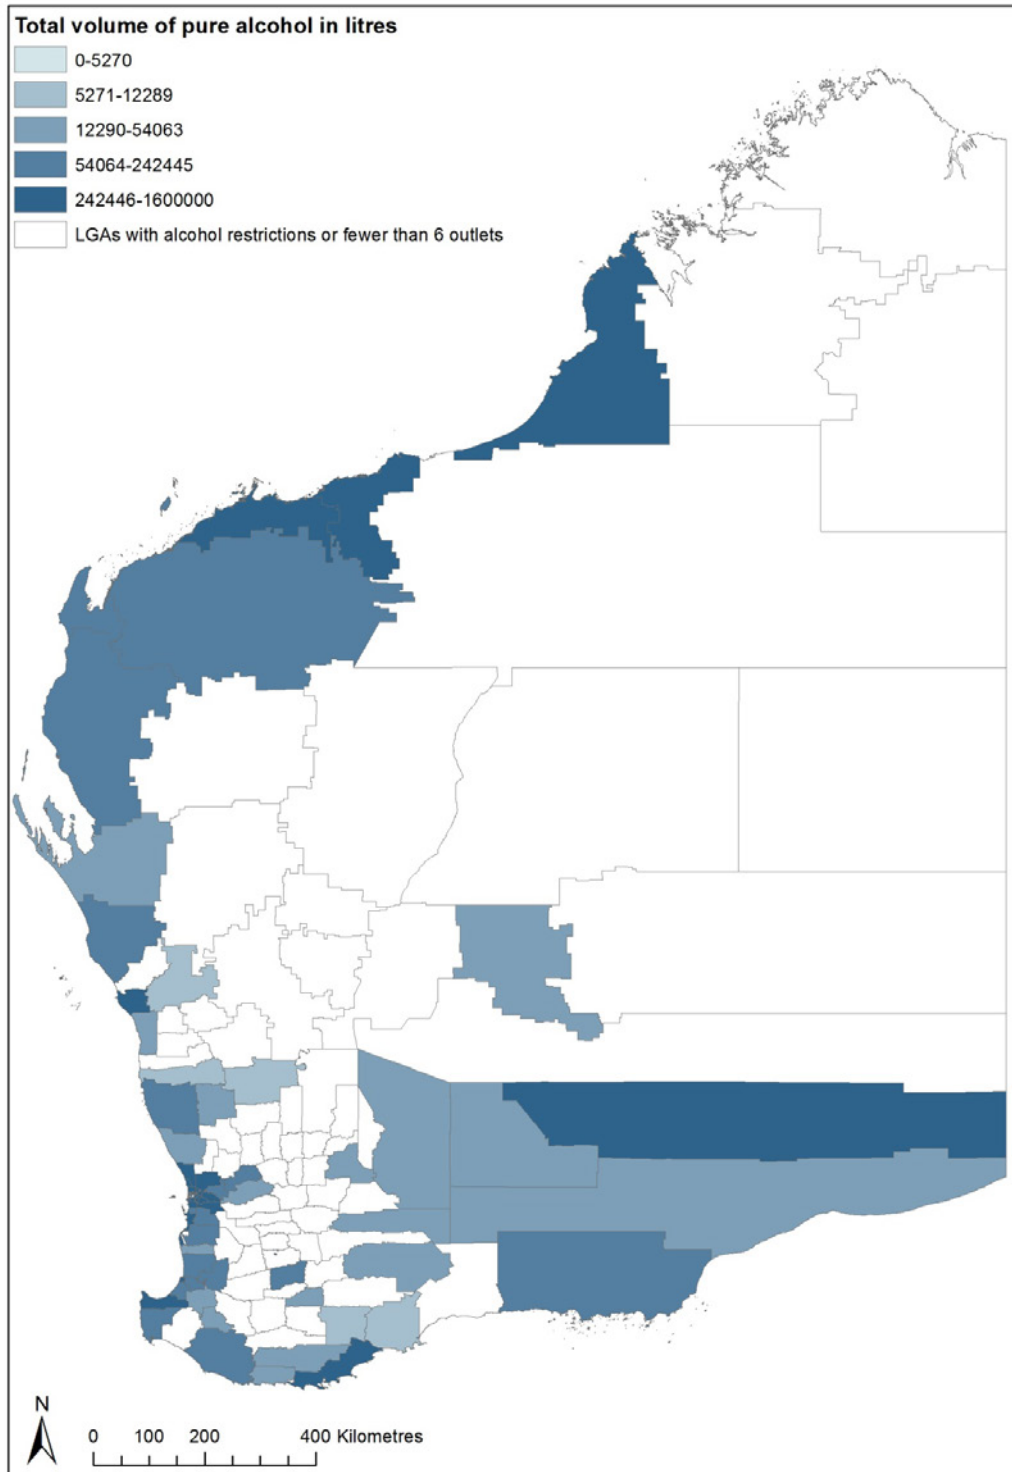 Total volume of pure alcohol in litres
0-5270
5271-12289
12290-54063
54064-242445
242446-1600000
LGAs with alcohol restrictions or fewer than 6 outlets
N
0 100 200 400 Kilometres